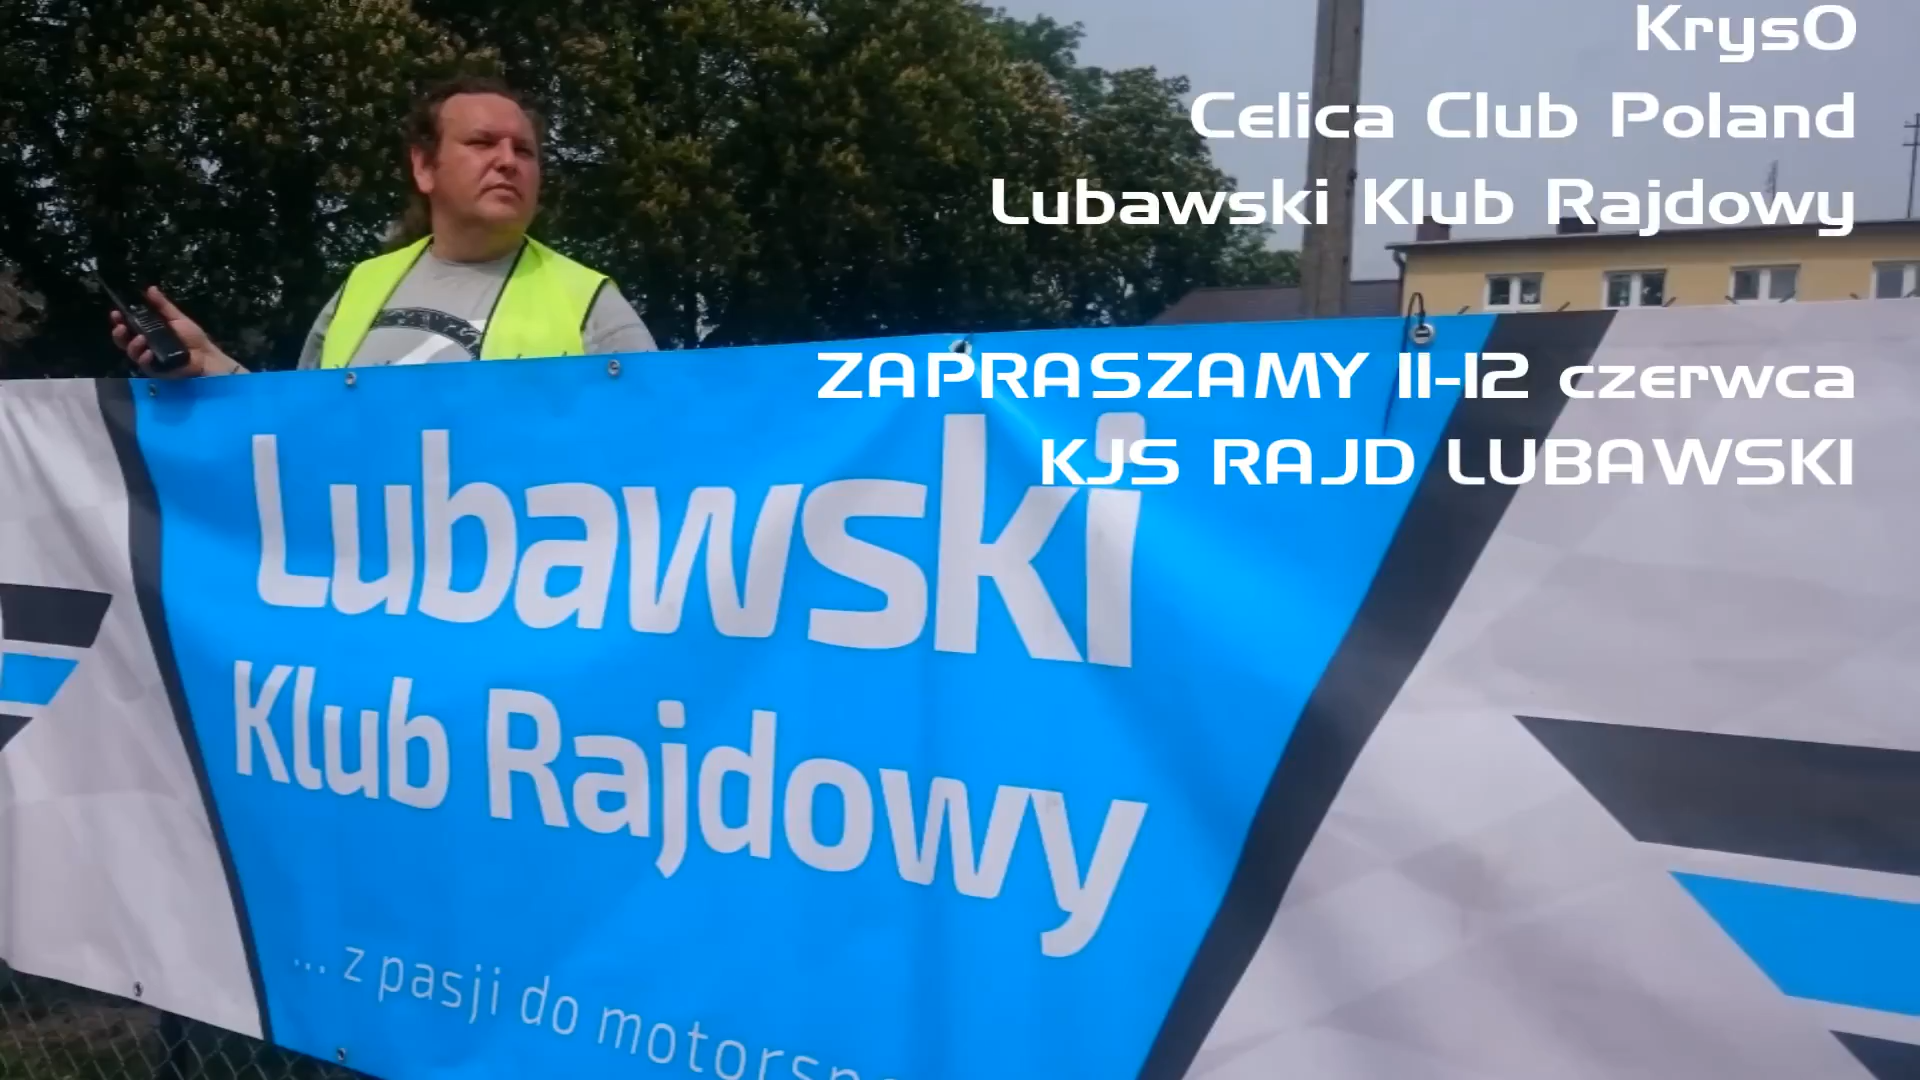 KrysO
Celica Club Poland
Lubawski Klub Rajdowy
ZAPRASZAMY 11-12 czerwca
KJS RAJD LUBAWSKI
Lubawski
Klub Rajdowy
... z pasji do